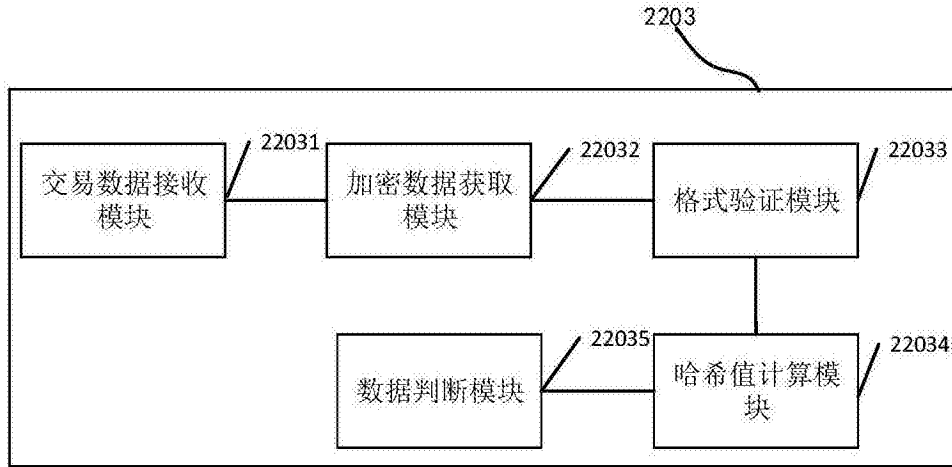 2203
22031
22032
22033
交易数据接收
模块
加密数据获取
模块
格式验证模块
22035
22034
数据判断模块
哈希值计算模
块